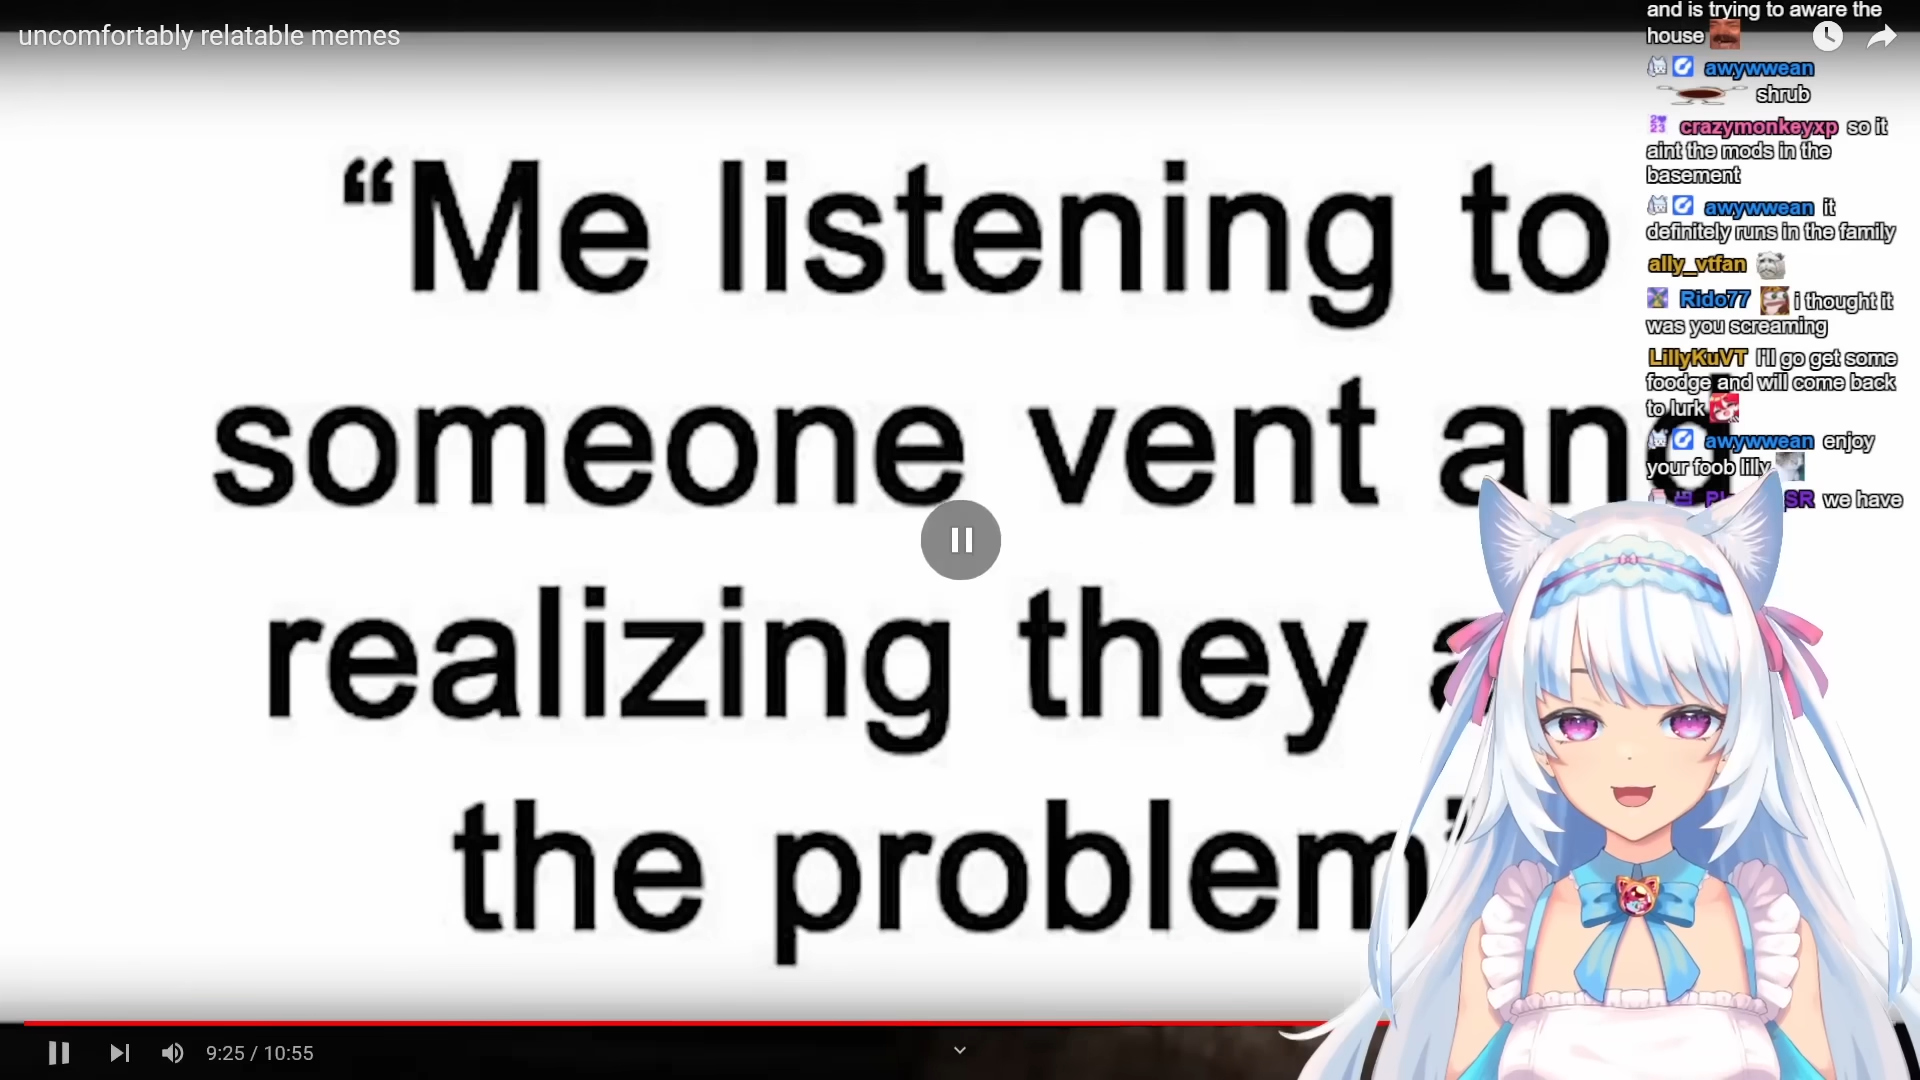 uncomfortably relatable memes
“Me listening to
someone vent and
realizing they a
the problem”
and is trying to aware the
house
awywwean
shrub
crazymonkeyxp so it
aint the mods in the
basement
awywwean it
definitely runs in the family
ally_vtfan
Rido77 i thought it
was you screaming
LillyKuVT I'll go get some
foodge and will come back
to lurk
awywwean enjoy
your foob lilly
we have
9:25 / 10:55